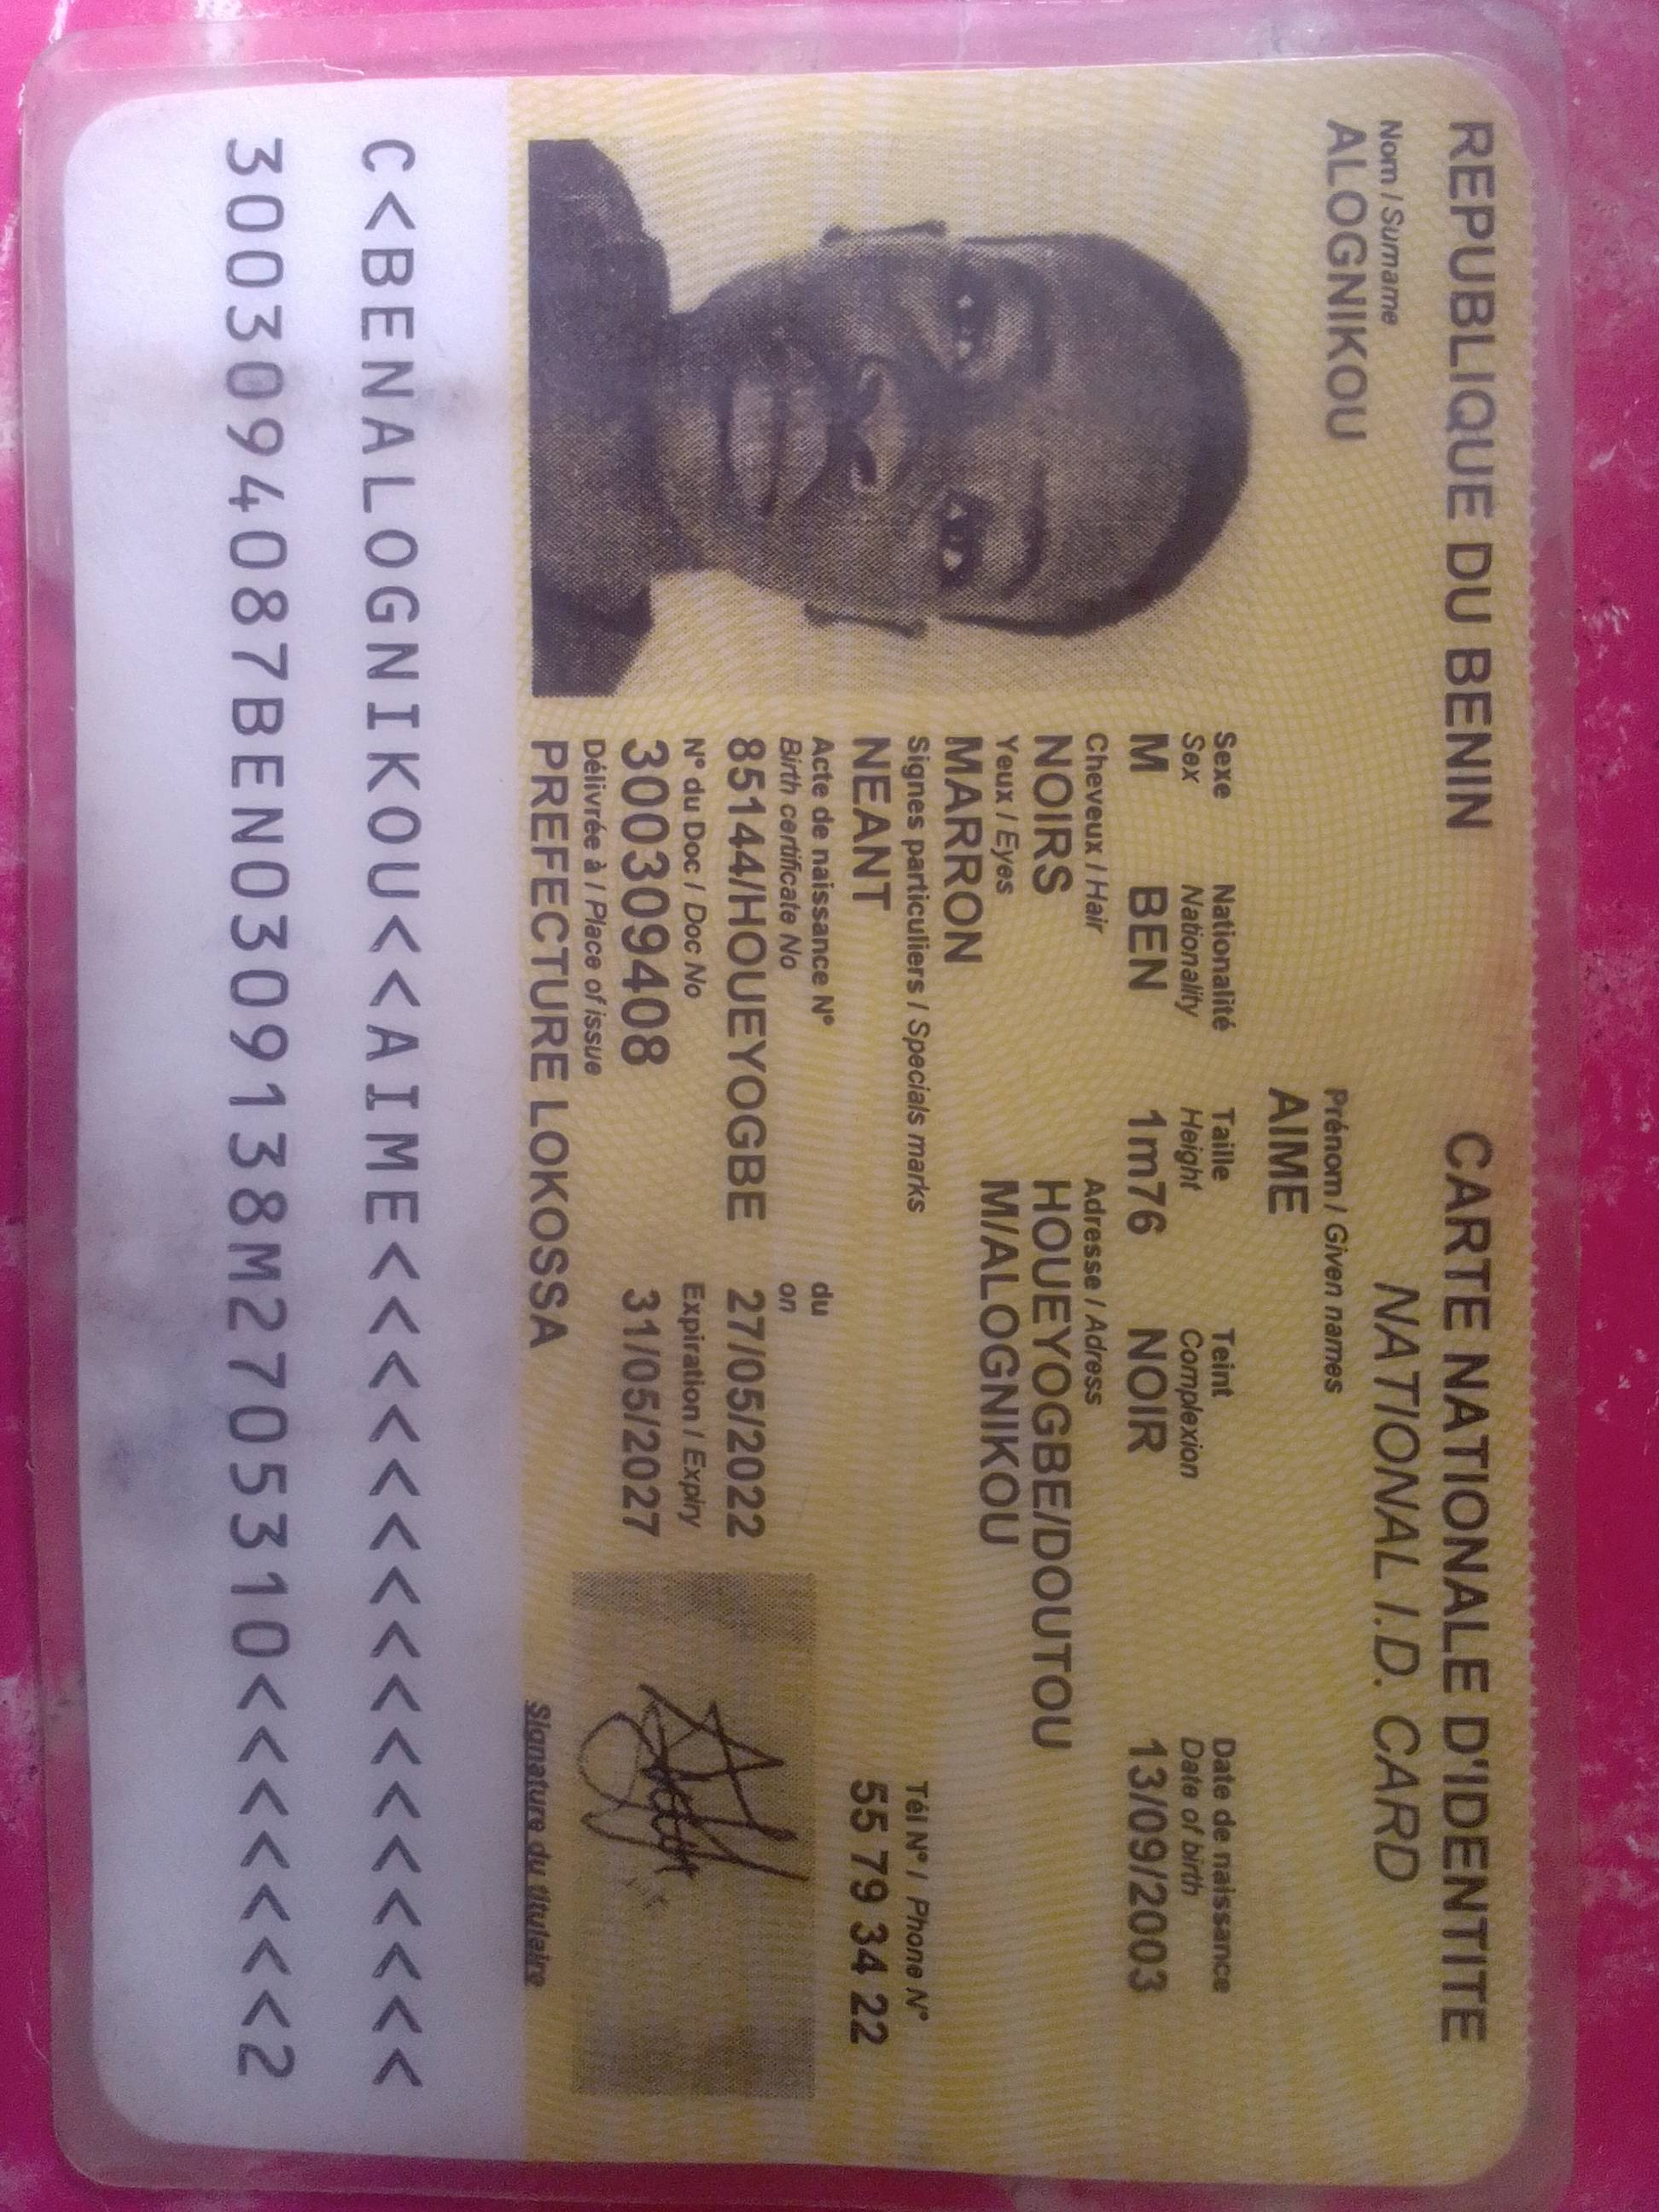 REPUBLIQUE DU BENIN
CARTE NATIONALE D'IDENTITE
NATIONAL I.D. CARD
Nom / Surname
ALOGNIKOU
Prénom / Given names
AIME
Sexe Nationalité Taille Teint Date de naissance
Sex Nationality Height Complexion Date of birth
M BEN 1m76 NOIR 13/09/2003
Cheveux / Hair Adresse / Adress
NOIRS HOUEYOGBE/DOUTOU
Yeux / Eyes M/ALOGNIKOU
MARRON
Signes particuliers / Specials marks Tél N° / Phone N°
NEANT 55 79 34 22
Acte de naissance N° du
Birth certificate No on
85144/HOUEYOGBE 27/05/2022
N° du Doc / Doc No Expiration / Expiry
300309408 31/05/2027
Délivrée à / Place of issue
PREFECTURE LOKOSSA
Signature du titulaire
C<BENALOGNIKOU<<AIME<<<<<<<<<<<<<<<<
3003094087BEN0309138M2705310<<<<<<<2